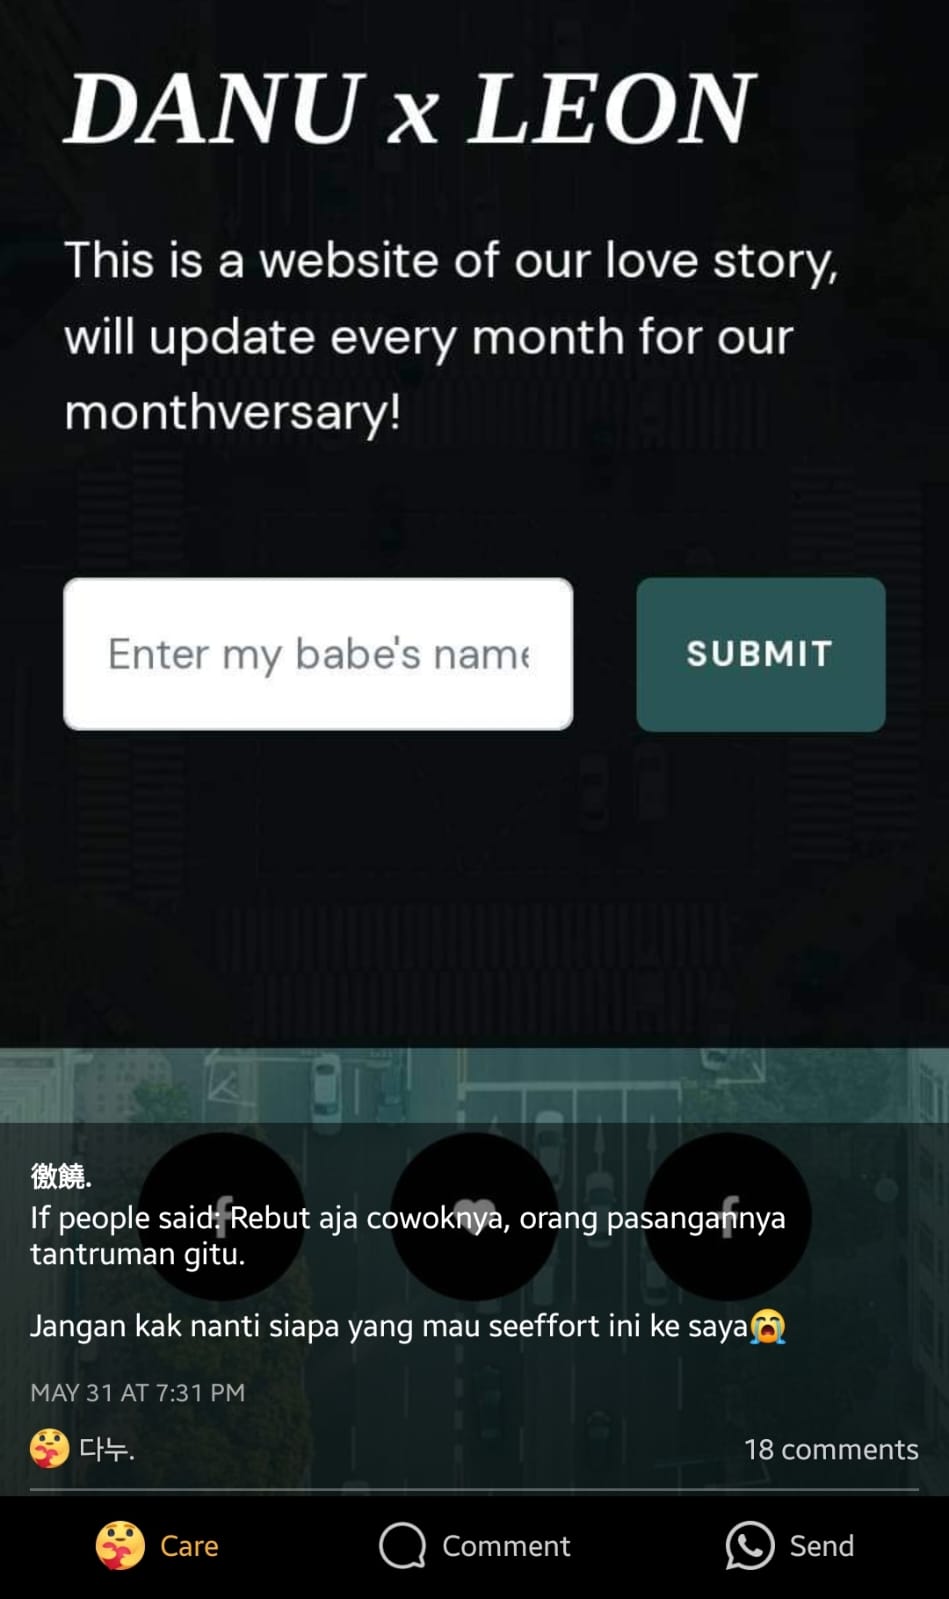 DANU x LEON
This is a website of our love story,
will update every month for our
monthversary!
Enter my babe's name
SUBMIT
徼饒.
If people said: Rebut aja cowoknya, orang pasangannya
tantruman gitu.
Jangan kak nanti siapa yang mau seeffort ini ke saya😭
MAY 31 AT 7:31 PM
다누.
18 comments
Care
Comment
Send